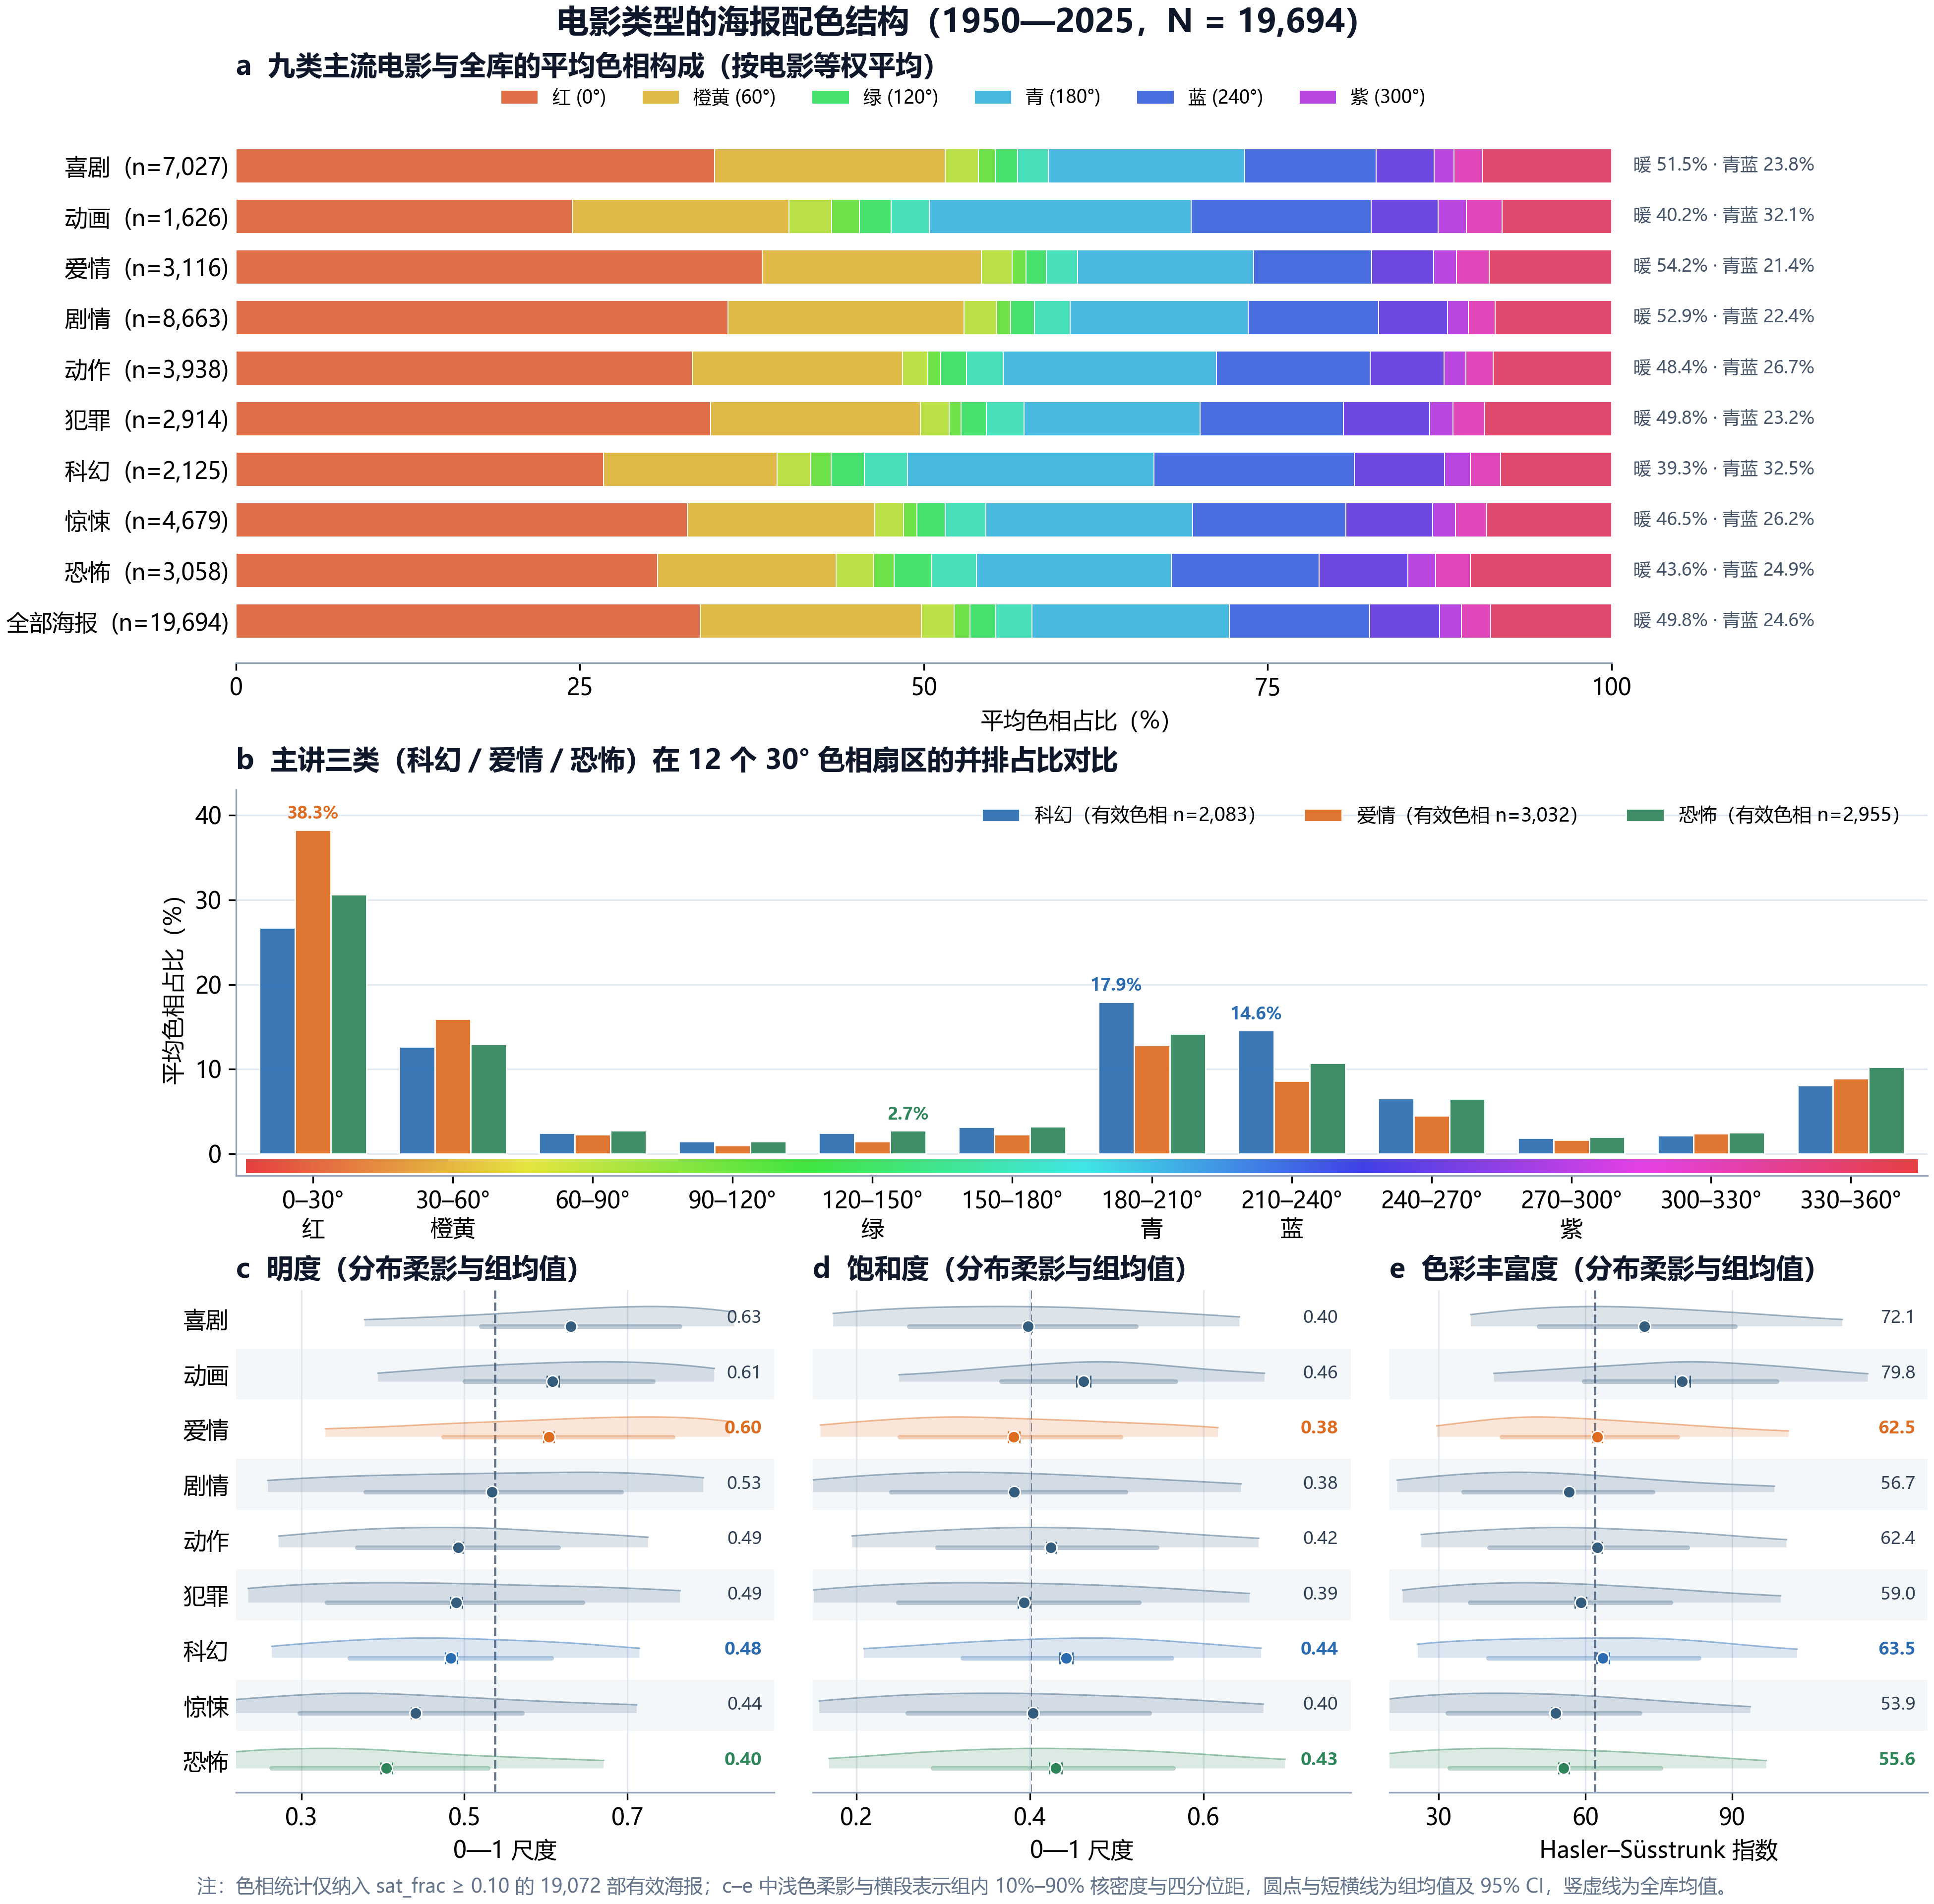 电影类型的海报配色结构（1950—2025，N = 19,694）
a 九类主流电影与全库的平均色相构成（按电影等权平均）
红 (0°) 橙黄 (60°) 绿 (120°) 青 (180°) 蓝 (240°) 紫 (300°)
喜剧（n=7,027） 暖 51.5% · 青蓝 23.8%
动画（n=1,626） 暖 40.2% · 青蓝 32.1%
爱情（n=3,116） 暖 54.2% · 青蓝 21.4%
剧情（n=8,663） 暖 52.9% · 青蓝 22.4%
动作（n=3,938） 暖 48.4% · 青蓝 26.7%
犯罪（n=2,914） 暖 49.8% · 青蓝 23.2%
科幻（n=2,125） 暖 39.3% · 青蓝 32.5%
惊悚（n=4,679） 暖 46.5% · 青蓝 26.2%
恐怖（n=3,058） 暖 43.6% · 青蓝 24.9%
全部海报（n=19,694） 暖 49.8% · 青蓝 24.6%
0 25 50 75 100
平均色相占比（%）
b 主讲三类（科幻 / 爱情 / 恐怖）在 12 个 30° 色相扇区的并排占比对比
科幻（有效色相 n=2,083） 爱情（有效色相 n=3,032） 恐怖（有效色相 n=2,955）
平均色相占比（%）
40
30
20
10
0
38.3%
17.9%
14.6%
2.7%
0–30° 30–60° 60–90° 90–120° 120–150° 150–180° 180–210° 210–240° 240–270° 270–300° 300–330° 330–360°
红 橙黄 绿 青 蓝 紫
c 明度（分布柔影与组均值） d 饱和度（分布柔影与组均值） e 色彩丰富度（分布柔影与组均值）
喜剧 0.63 0.40 72.1
动画 0.61 0.46 79.8
爱情 0.60 0.38 62.5
剧情 0.53 0.38 56.7
动作 0.49 0.42 62.4
犯罪 0.49 0.39 59.0
科幻 0.48 0.44 63.5
惊悚 0.44 0.40 53.9
恐怖 0.40 0.43 55.6
0.3 0.5 0.7 0.2 0.4 0.6 30 60 90
0—1 尺度 0—1 尺度 Hasler–Süsstrunk 指数
注：色相统计仅纳入 sat_frac ≥ 0.10 的 19,072 部有效海报；c–e 中浅色柔影与横段表示组内 10%–90% 核密度与四分位距，圆点与短横线为组均值及 95% CI，竖虚线为全库均值。